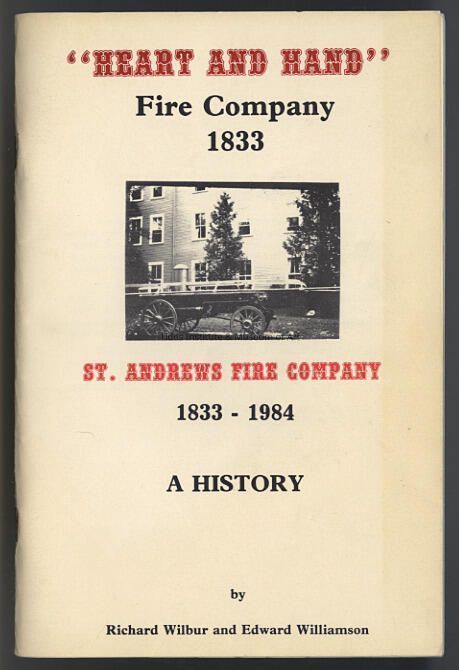 "HEART AND HAND"
Fire Company
1833
ST. ANDREWS FIRE COMPANY
1833 - 1984
A HISTORY
by
Richard Wilbur and Edward Williamson